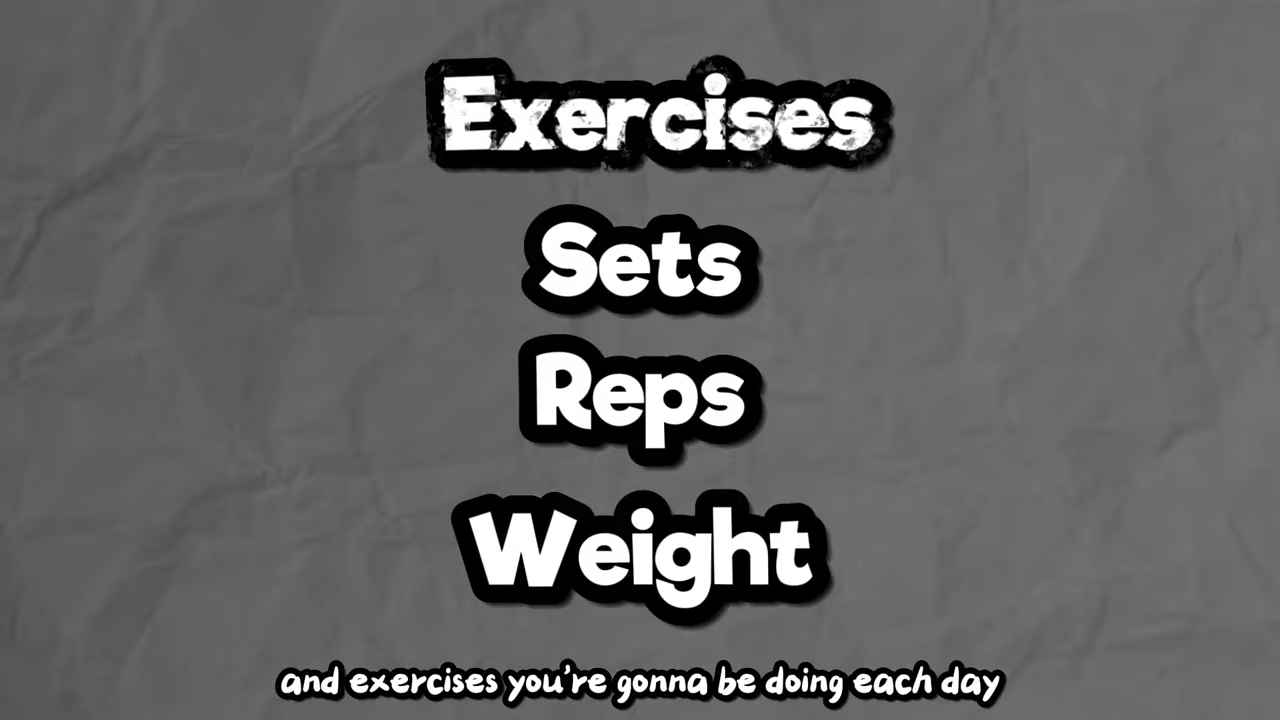 Exercises
Sets
Reps
Weight
and exercises you're gonna be doing each day